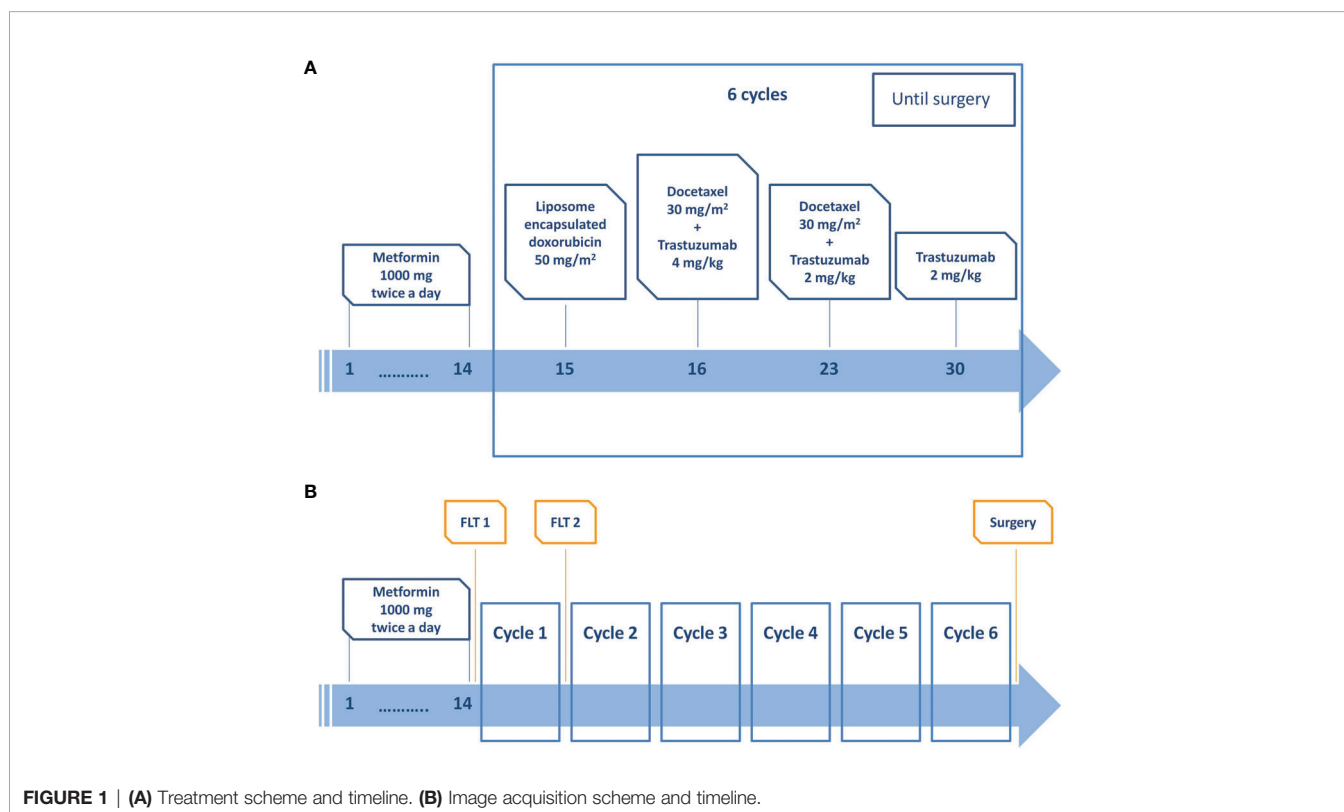 A
6 cycles
Until surgery
Metformin
1000 mg
twice a day
Liposome
encapsulated
doxorubicin
50 mg/m²
Docetaxel
30 mg/m²
+
Trastuzumab
4 mg/kg
Docetaxel
30 mg/m²
+
Trastuzumab
2 mg/kg
Trastuzumab
2 mg/kg
1 ……….. 14 15 16 23 30
B
FLT 1
FLT 2
Surgery
Metformin
1000 mg
twice a day
Cycle 1
Cycle 2
Cycle 3
Cycle 4
Cycle 5
Cycle 6
1 ……….. 14
FIGURE 1 | (A) Treatment scheme and timeline. (B) Image acquisition scheme and timeline.